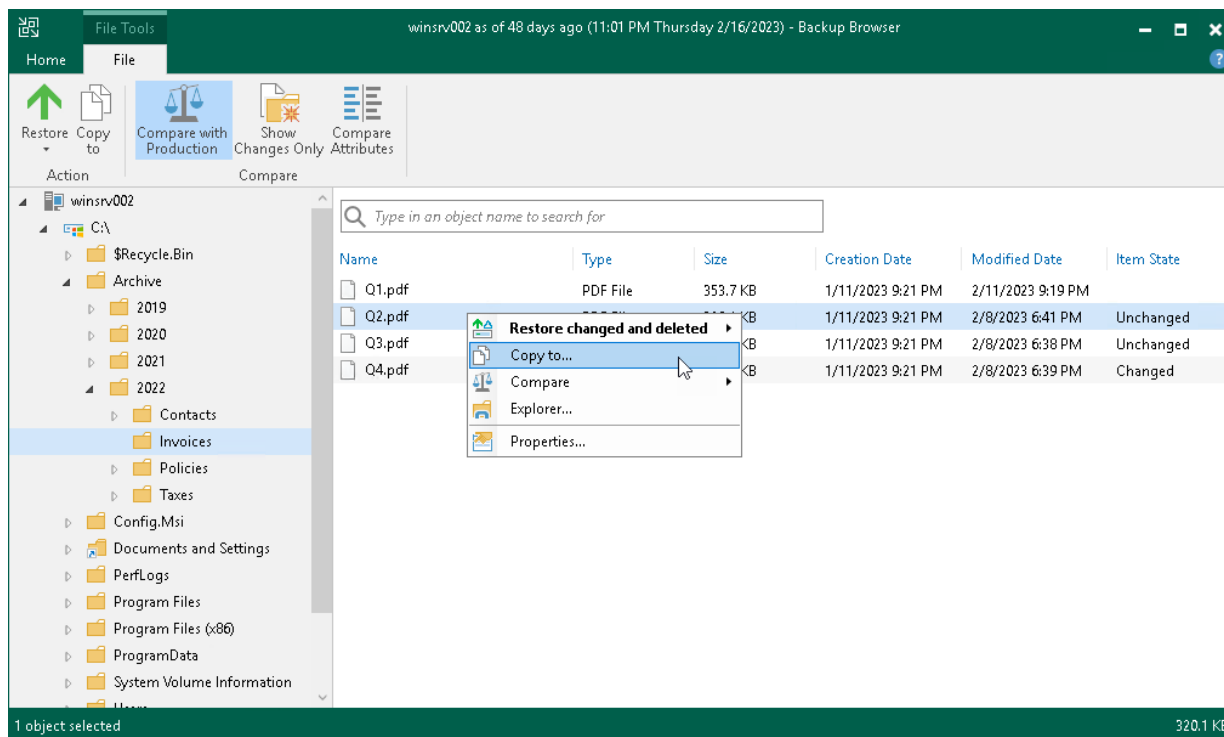 File Tools
winsrv002 as of 48 days ago (11:01 PM Thursday 2/16/2023) - Backup Browser
Home File
?
Restore Copy to Compare with Production Show Changes Only Compare Attributes
Action Compare
winsrv002
C:\
$Recycle.Bin
Archive
2019
2020
2021
2022
Contacts
Invoices
Policies
Taxes
Config.Msi
Documents and Settings
PerfLogs
Program Files
Program Files (x86)
ProgramData
System Volume Information
Type in an object name to search for
Name Type Size Creation Date Modified Date Item State
Q1.pdf PDF File 353.7 KB 1/11/2023 9:21 PM 2/11/2023 9:19 PM
Q2.pdf KB 1/11/2023 9:21 PM 2/8/2023 6:41 PM Unchanged
Q3.pdf KB 1/11/2023 9:21 PM 2/8/2023 6:38 PM Unchanged
Q4.pdf KB 1/11/2023 9:21 PM 2/8/2023 6:39 PM Changed
Restore changed and deleted
Copy to...
Compare
Explorer...
Properties...
1 object selected 320.1 KB